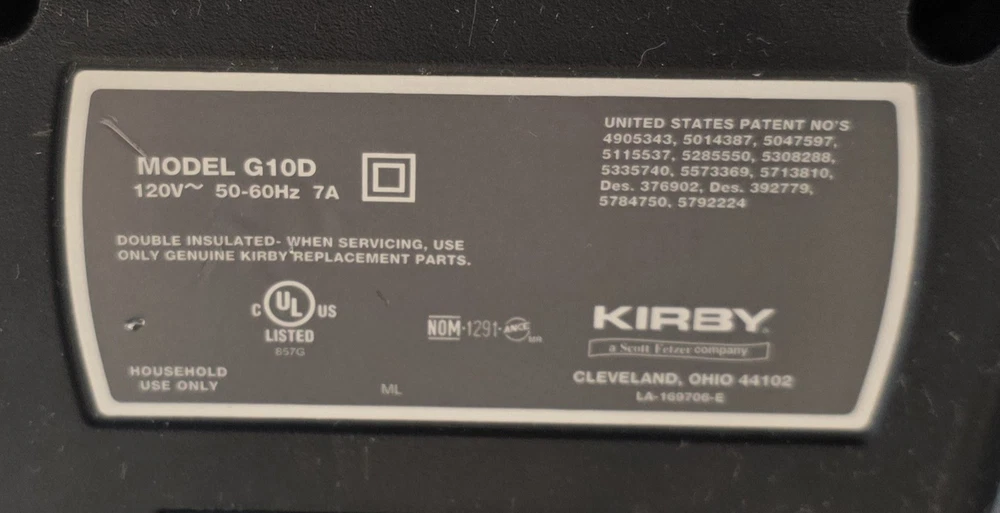 MODEL G10D
120V~ 50-60Hz 7A
DOUBLE INSULATED- WHEN SERVICING, USE
ONLY GENUINE KIRBY REPLACEMENT PARTS.
C UL US
LISTED
857G
HOUSEHOLD
USE ONLY
NOM-1291-ANCE
MR
ML
UNITED STATES PATENT NO'S
4905343, 5014387, 5047597,
5115537, 5285550, 5308288,
5335740, 5573369, 5713810,
Des. 376902, Des. 392779,
5784750, 5792224
KIRBY
a Scott Fetzer company
CLEVELAND, OHIO 44102
LA-169706-E